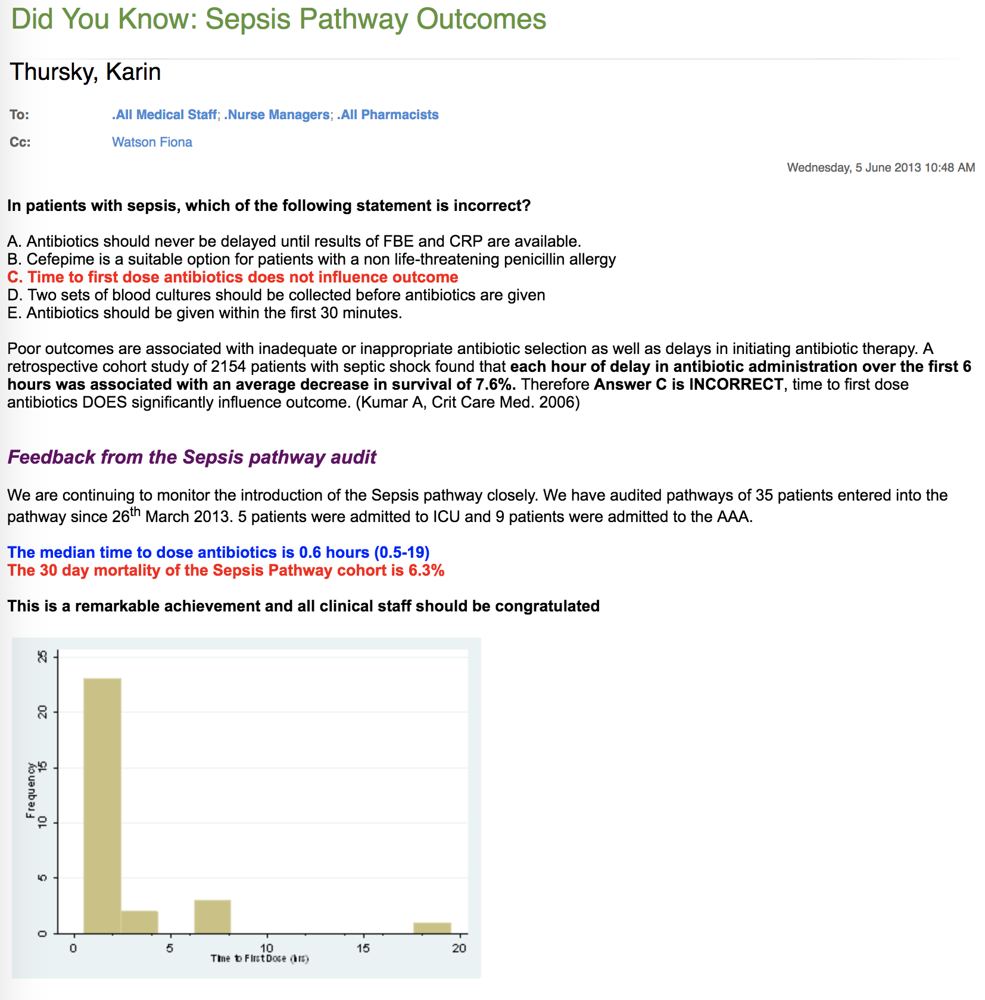 Did You Know: Sepsis Pathway Outcomes
Thursky, Karin
To: .All Medical Staff; .Nurse Managers; .All Pharmacists
Cc: Watson Fiona
Wednesday, 5 June 2013 10:48 AM
In patients with sepsis, which of the following statement is incorrect?
A. Antibiotics should never be delayed until results of FBE and CRP are available.
B. Cefepime is a suitable option for patients with a non life-threatening penicillin allergy
C. Time to first dose antibiotics does not influence outcome
D. Two sets of blood cultures should be collected before antibiotics are given
E. Antibiotics should be given within the first 30 minutes.
Poor outcomes are associated with inadequate or inappropriate antibiotic selection as well as delays in initiating antibiotic therapy. A
retrospective cohort study of 2154 patients with septic shock found that each hour of delay in antibiotic administration over the first 6
hours was associated with an average decrease in survival of 7.6%. Therefore Answer C is INCORRECT, time to first dose
antibiotics DOES significantly influence outcome. (Kumar A, Crit Care Med. 2006)
Feedback from the Sepsis pathway audit
We are continuing to monitor the introduction of the Sepsis pathway closely. We have audited pathways of 35 patients entered into the
pathway since 26th March 2013. 5 patients were admitted to ICU and 9 patients were admitted to the AAA.
The median time to dose antibiotics is 0.6 hours (0.5-19)
The 30 day mortality of the Sepsis Pathway cohort is 6.3%
This is a remarkable achievement and all clinical staff should be congratulated
25
20
15
10
5
0
Frequency
0 5 10 15 20
Time to First Dose (hrs)